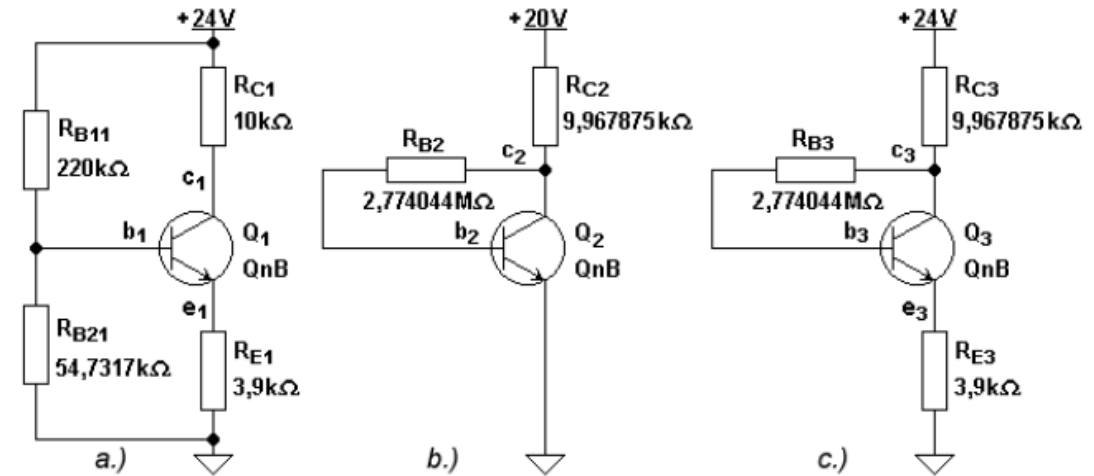 +24V
RC1
10kΩ
RB11
220kΩ
c1
b1
Q1
QnB
e1
RB21
54,7317kΩ
RE1
3,9kΩ
a.)
+20V
RC2
9,967875kΩ
RB2
c2
2,774044MΩ
b2
Q2
QnB
b.)
+24V
RC3
9,967875kΩ
RB3
c3
2,774044MΩ
b3
Q3
QnB
e3
RE3
3,9kΩ
c.)